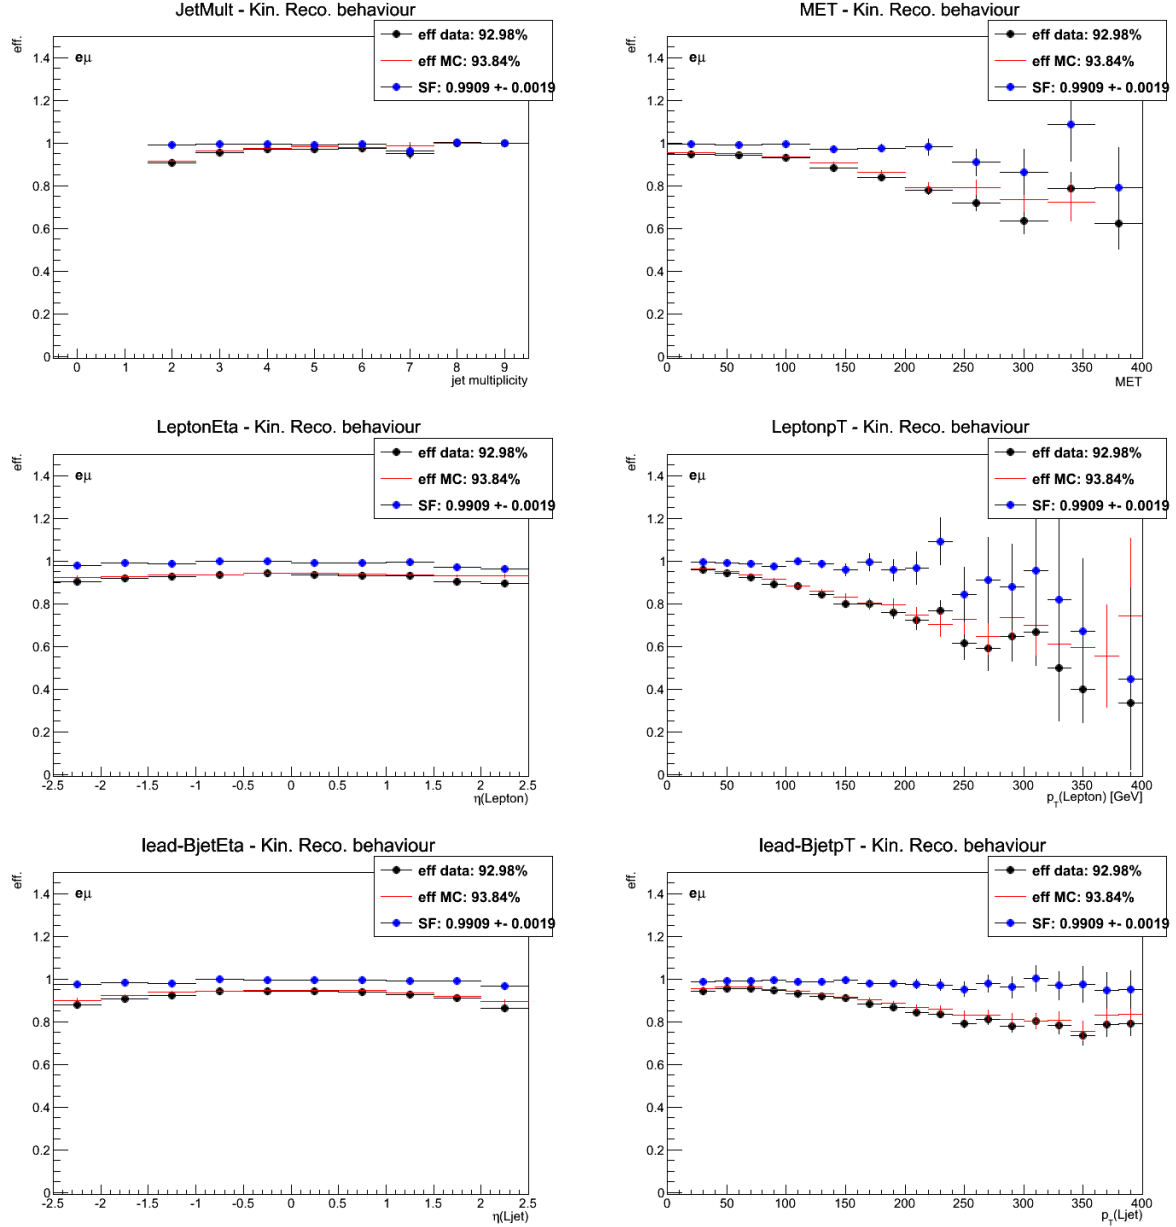 JetMult - Kin. Reco. behaviour
eff.
eff data: 92.98%
eff MC: 93.84%
SF: 0.9909 +- 0.0019
eμ
1.4
1.2
1
0.8
0.6
0.4
0.2
0
0 1 2 3 4 5 6 7 8 9
jet multiplicity
MET - Kin. Reco. behaviour
eff.
eff data: 92.98%
eff MC: 93.84%
SF: 0.9909 +- 0.0019
eμ
1.4
1.2
1
0.8
0.6
0.4
0.2
0
0 50 100 150 200 250 300 350 400
MET
LeptonEta - Kin. Reco. behaviour
eff.
eff data: 92.98%
eff MC: 93.84%
SF: 0.9909 +- 0.0019
eμ
1.4
1.2
1
0.8
0.6
0.4
0.2
0
-2.5 -2 -1.5 -1 -0.5 0 0.5 1 1.5 2 2.5
η(Lepton)
LeptonpT - Kin. Reco. behaviour
eff.
eff data: 92.98%
eff MC: 93.84%
SF: 0.9909 +- 0.0019
eμ
1.4
1.2
1
0.8
0.6
0.4
0.2
0
0 50 100 150 200 250 300 350 400
p_T(Lepton) [GeV]
lead-BjetEta - Kin. Reco. behaviour
eff.
eff data: 92.98%
eff MC: 93.84%
SF: 0.9909 +- 0.0019
eμ
1.4
1.2
1
0.8
0.6
0.4
0.2
0
-2.5 -2 -1.5 -1 -0.5 0 0.5 1 1.5 2 2.5
η(Ljet)
lead-BjetpT - Kin. Reco. behaviour
eff.
eff data: 92.98%
eff MC: 93.84%
SF: 0.9909 +- 0.0019
eμ
1.4
1.2
1
0.8
0.6
0.4
0.2
0
0 50 100 150 200 250 300 350 400
p_T(Ljet)